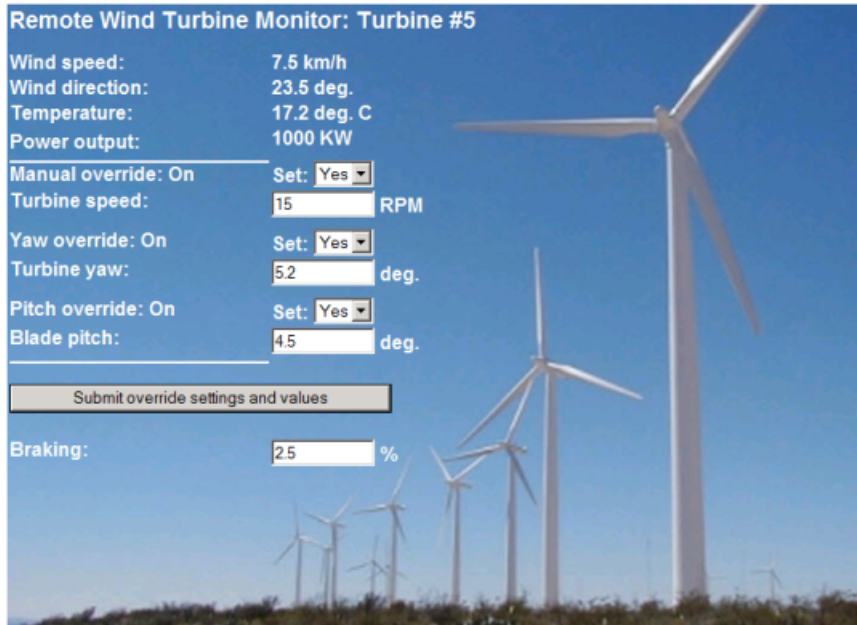 Remote Wind Turbine Monitor: Turbine #5
Wind speed: 7.5 km/h
Wind direction: 23.5 deg.
Temperature: 17.2 deg. C
Power output: 1000 KW
Manual override: On Set: Yes
Turbine speed: 15 RPM
Yaw override: On Set: Yes
Turbine yaw: 5.2 deg.
Pitch override: On Set: Yes
Blade pitch: 4.5 deg.
Submit override settings and values
Braking: 2.5 %